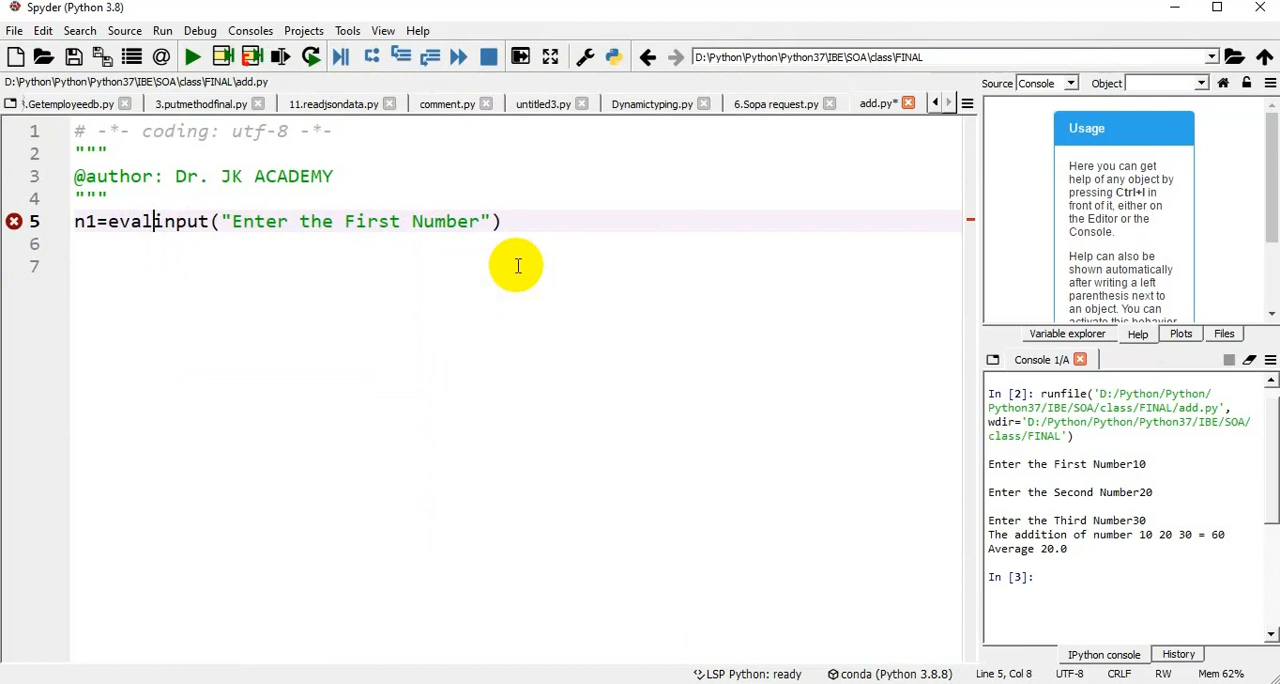 Spyder (Python 3.8)
File Edit Search Source Run Debug Consoles Projects Tools View Help
D:\Python\Python\Python37\IBE\SOA\class\FINAL
D:\Python\Python\Python37\IBE\SOA\class\FINAL\add.py
.Getemployeedb.py 3.putmethodfinal.py 11.readjsondata.py comment.py untitled3.py Dynamictyping.py 6.Sopa request.py add.py*
Source Console Object
1 # -*- coding: utf-8 -*-
2 """
3 @author: Dr. JK ACADEMY
4 """
5 n1=evalinput("Enter the First Number")
6
7
Usage
Here you can get
help of any object by
pressing Ctrl+I in
front of it, either on
the Editor or the
Console.
Help can also be
shown automatically
after writing a left
parenthesis next to
an object. You can
activate this behavior
Variable explorer Help Plots Files
Console 1/A
In [2]: runfile('D:/Python/Python/
Python37/IBE/SOA/class/FINAL/add.py',
wdir='D:/Python/Python/Python37/IBE/SOA/
class/FINAL')
Enter the First Number10
Enter the Second Number20
Enter the Third Number30
The addition of number 10 20 30 = 60
Average 20.0
In [3]:
IPython console History
LSP Python: ready conda (Python 3.8.8) Line 5, Col 8 UTF-8 CRLF RW Mem 62%